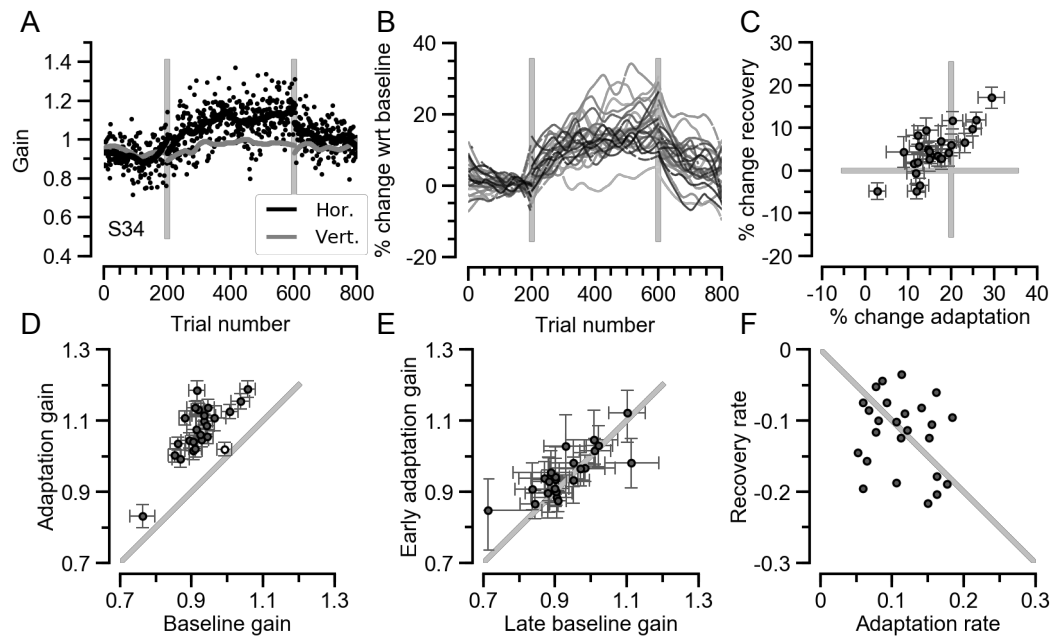 A
Gain
1.4
1.2
1
0.8
0.6
0.4
S34
Hor.
Vert.
0 200 400 600 800
Trial number
B
% change wrt baseline
40
20
0
-20
0 200 400 600 800
Trial number
C
% change recovery
30
20
10
0
-10
-20
-10 0 10 20 30 40
% change adaptation
D
Adaptation gain
1.3
1.1
0.9
0.7
0.7 0.9 1.1 1.3
Baseline gain
E
Early adaptation gain
1.3
1.1
0.9
0.7
0.7 0.9 1.1 1.3
Late baseline gain
F
Recovery rate
0
-0.1
-0.2
-0.3
0 0.1 0.2 0.3
Adaptation rate